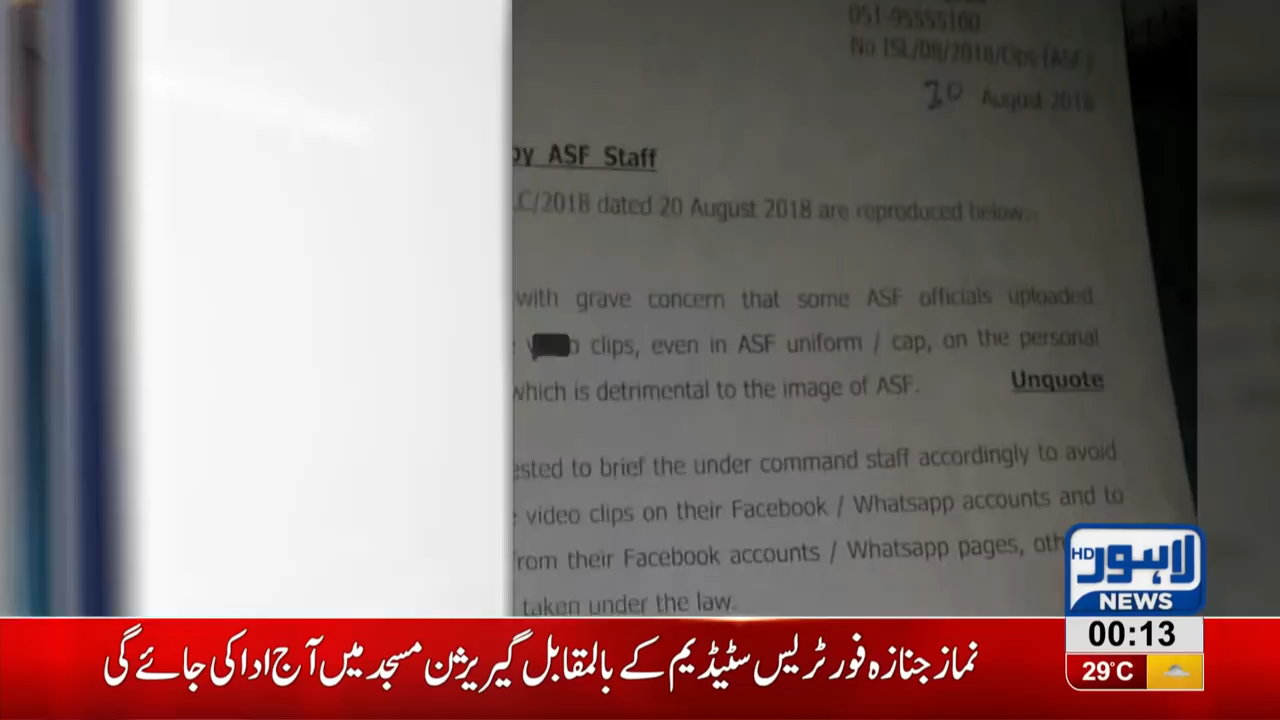 051-95555160
No ISL/08/2018/Ops (ASF)
20 August 2018
by ASF Staff
LC/2018 dated 20 August 2018 are reproduced below:-
with grave concern that some ASF officials uploaded
clips, even in ASF uniform / cap, on the personal
which is detrimental to the image of ASF.
Unquote
ested to brief the under command staff accordingly to avoid
video clips on their Facebook / Whatsapp accounts and to
from their Facebook accounts / Whatsapp pages, oth
taken under the law.
HD لاہور
NEWS
00:13
29°C
نماز جنازہ فورٹریس سٹیڈیم کے بالمقابل گیریژن مسجد میں آج ادا کی جائے گی